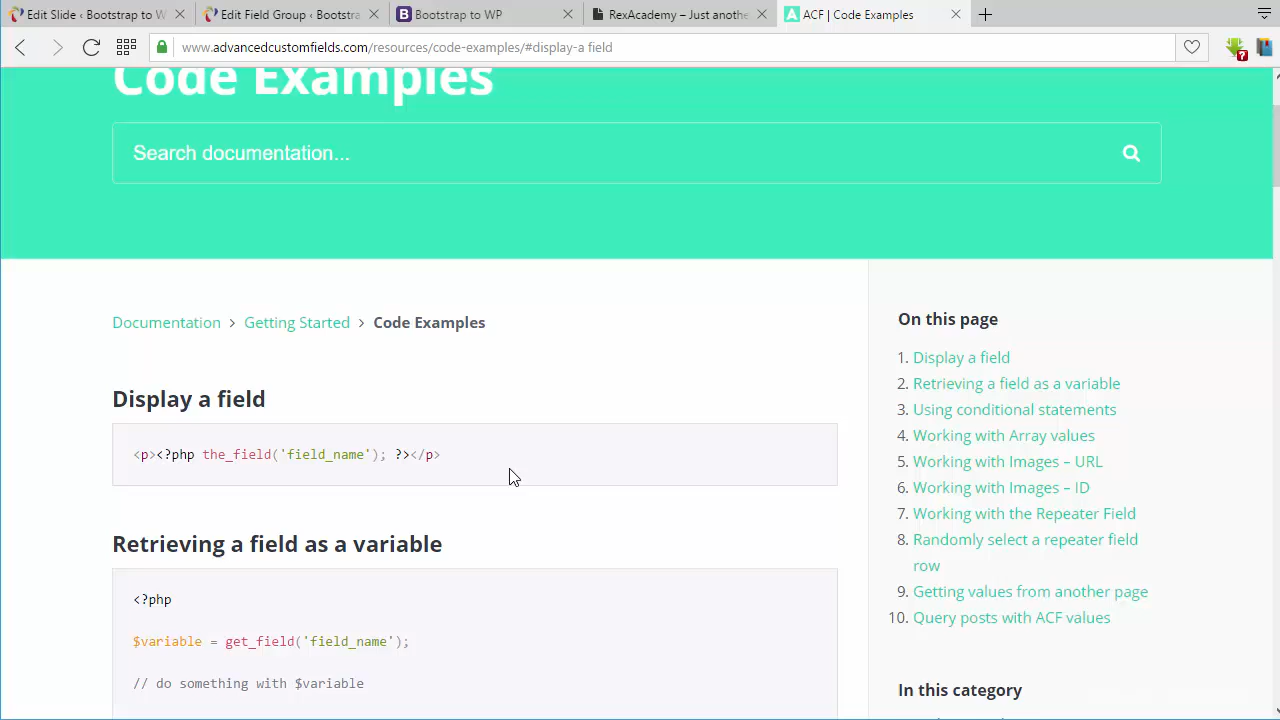 Edit Slide ‹ Bootstrap to W
Edit Field Group ‹ Bootstra
Bootstrap to WP
RexAcademy – Just anothe
ACF | Code Examples
www.advancedcustomfields.com/resources/code-examples/#display-a field
Code Examples
Search documentation...
Documentation > Getting Started > Code Examples
Display a field
<p><?php the_field('field_name'); ?></p>
Retrieving a field as a variable
<?php
$variable = get_field('field_name');
// do something with $variable
On this page
1. Display a field
2. Retrieving a field as a variable
3. Using conditional statements
4. Working with Array values
5. Working with Images – URL
6. Working with Images – ID
7. Working with the Repeater Field
8. Randomly select a repeater field
row
9. Getting values from another page
10. Query posts with ACF values
In this category